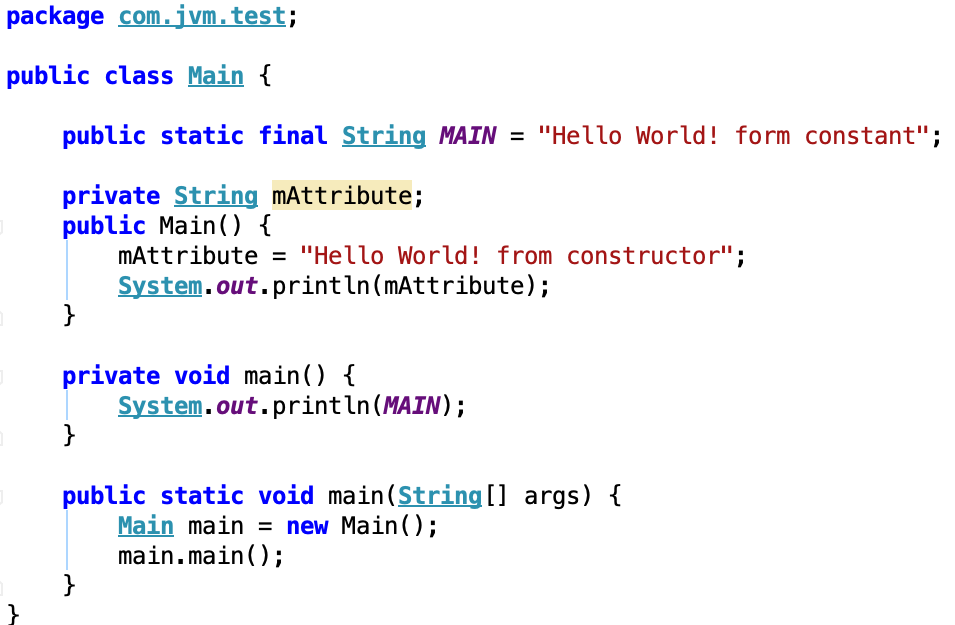 package com.jvm.test;
public class Main {
public static final String MAIN = "Hello World! form constant";
private String mAttribute;
public Main() {
mAttribute = "Hello World! from constructor";
System.out.println(mAttribute);
}
private void main() {
System.out.println(MAIN);
}
public static void main(String[] args) {
Main main = new Main();
main.main();
}
}